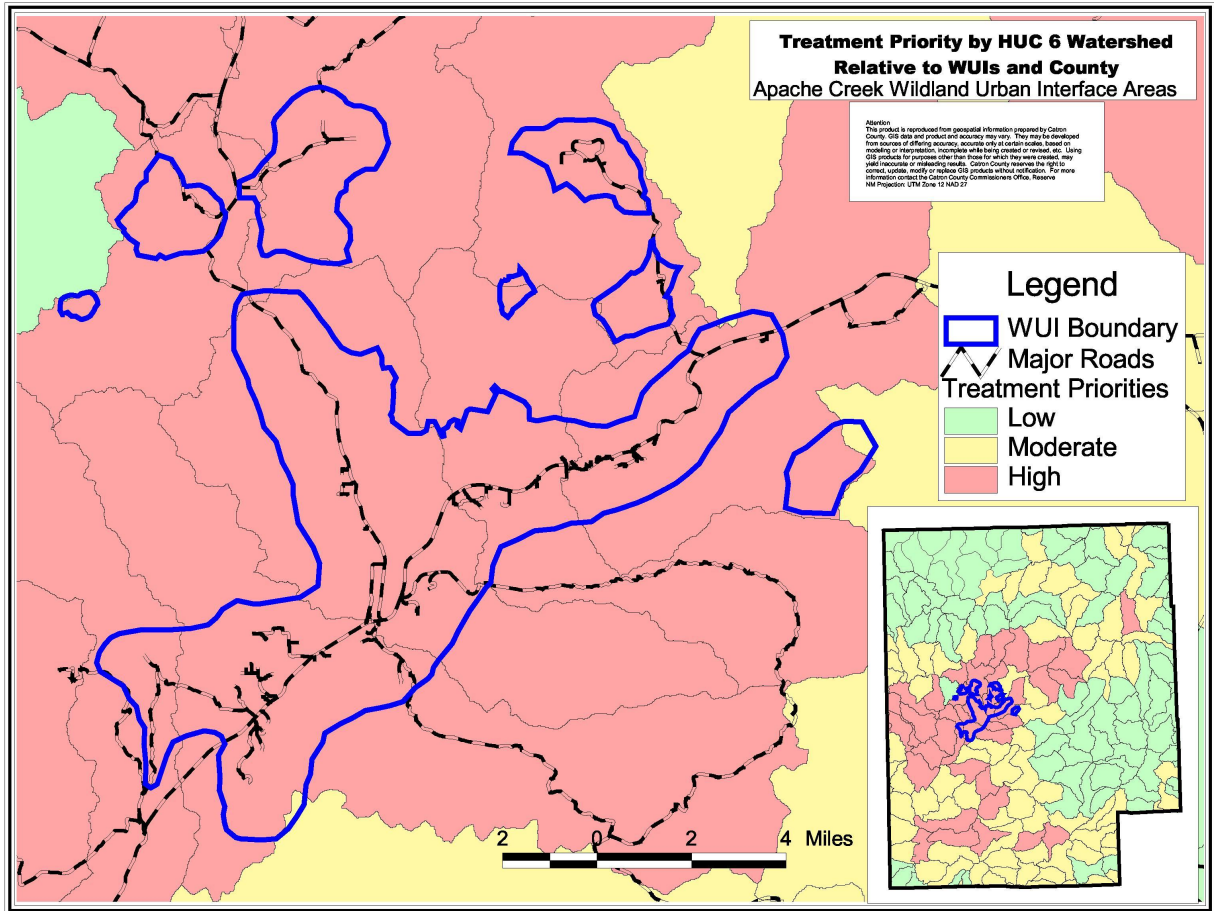 Treatment Priority by HUC 6 Watershed
Relative to WUIs and County
Apache Creek Wildland Urban Interface Areas
Attention
This product is reproduced from geospatial information prepared by Catron
County. GIS data and product and accuracy may vary. They may be developed
from sources of differing accuracy, accurate only at certain scales, based on
modeling or interpretation, incomplete while being created or revised, etc. Using
GIS products for purposes other than those for which they were created, may
yield inaccurate or misleading results. Catron County reserves the right to
correct, update, modify or replace GIS products without notification. For more
information contact the Catron County Commissioners Office, Reserve
NM Projection: UTM Zone 12 NAD 27
Legend
WUI Boundary
Major Roads
Treatment Priorities
Low
Moderate
High
2 0 2 4 Miles